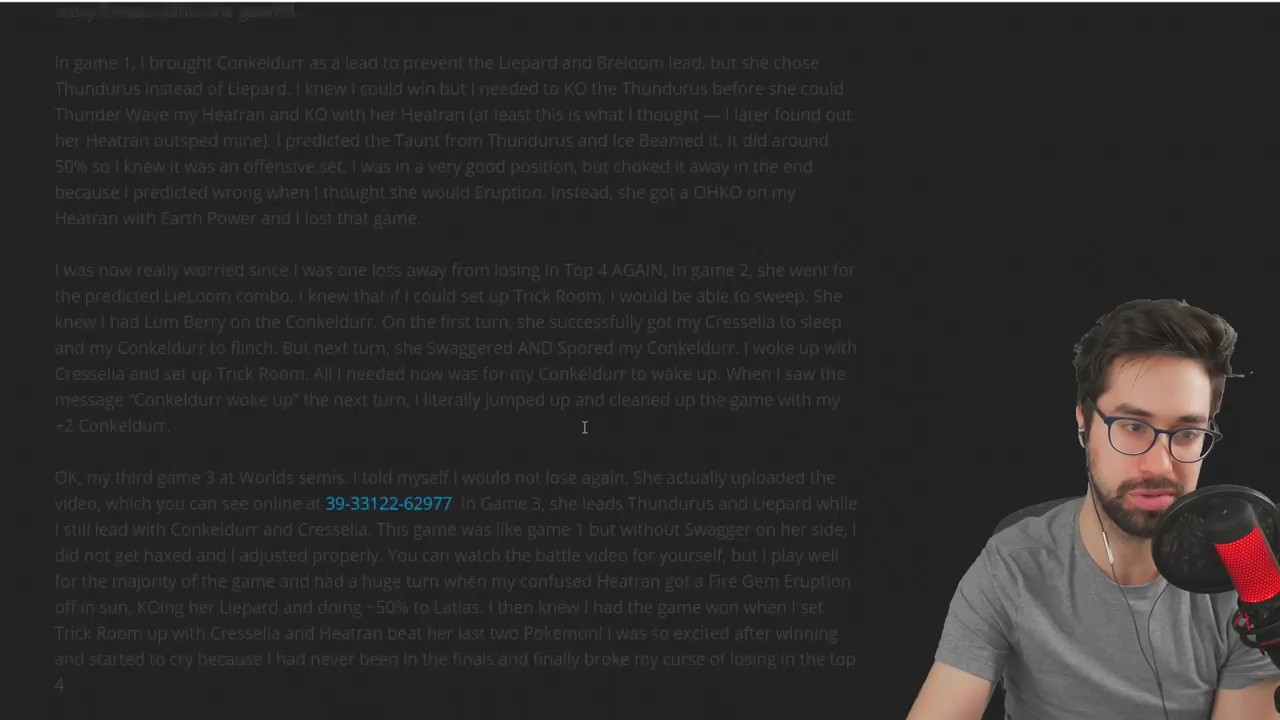 In game 1, I brought Conkeldurr as a lead to prevent the Liepard and Breloom lead, but she chose
Thundurus instead of Liepard. I knew I could win but I needed to KO the Thundurus before she could
Thunder Wave my Heatran and KO with her Heatran (at least this is what I thought — I later found out
her Heatran outsped mine). I predicted the Taunt from Thundurus and Ice Beamed it. It did around
50% so I knew it was an offensive set. I was in a very good position, but choked it away in the end
because I predicted wrong when I thought she would Eruption. Instead, she got a OHKO on my
Heatran with Earth Power and I lost that game.
I was now really worried since I was one loss away from losing in Top 4 AGAIN. In game 2, she went for
the predicted LieLoom combo. I knew that if I could set up Trick Room, I would be able to sweep. She
knew I had Lum Berry on the Conkeldurr. On the first turn, she successfully got my Cresselia to sleep
and my Conkeldurr to flinch. But next turn, she Swaggered AND Spored my Conkeldurr. I woke up with
Cresselia and set up Trick Room. All I needed now was for my Conkeldurr to wake up. When I saw the
message “Conkeldurr woke up” the next turn, I literally jumped up and cleaned up the game with my
+2 Conkeldurr.
OK, my third game 3 at Worlds semis. I told myself I would not lose again. She actually uploaded the
video, which you can see online at 39-33122-62977. In Game 3, she leads Thundurus and Liepard while
I still lead with Conkeldurr and Cresselia. This game was like game 1 but without Swagger on her side, I
did not get haxed and I adjusted properly. You can watch the battle video for yourself, but I play well
for the majority of the game and had a huge turn when my confused Heatran got a Fire Gem Eruption
off in sun, KOing her Liepard and doing ~50% to Latias. I then knew I had the game won when I set
Trick Room up with Cresselia and Heatran beat her last two Pokemon! I was so excited after winning
and started to cry because I had never been in the finals and finally broke my curse of losing in the top
4.